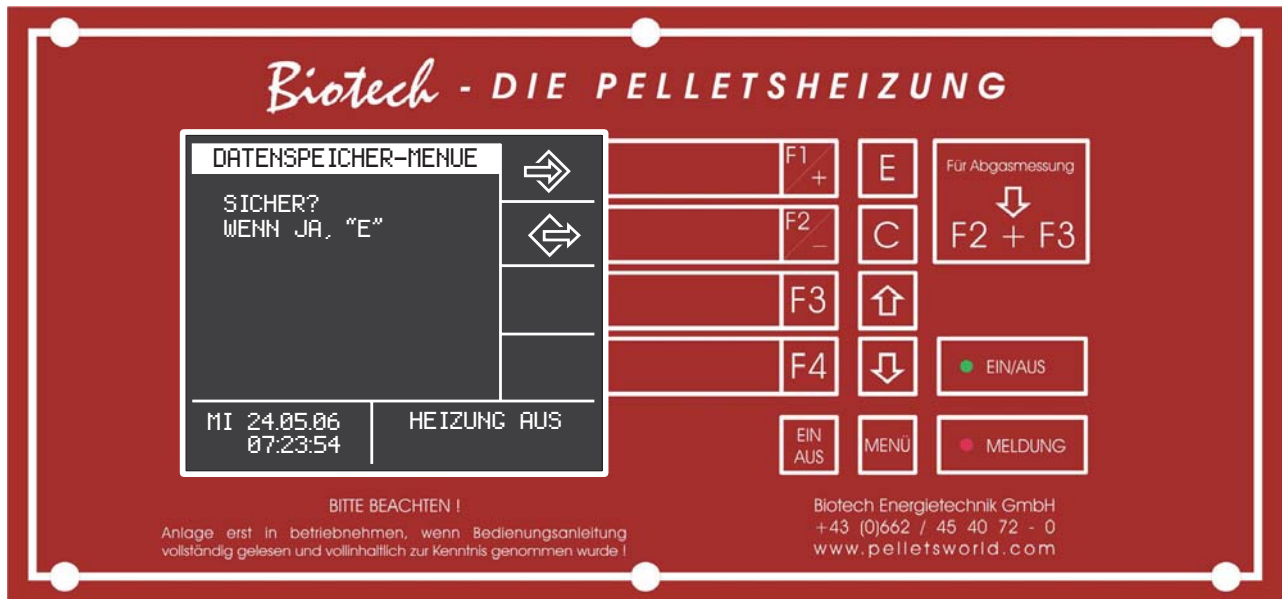 Biotech - DIE PELLETSHEIZUNG
DATENSPEICHER-MENUE
SICHER?
WENN JA, "E"
MI 24.05.06
07:23:54
HEIZUNG AUS
F1
+
F2
–
F3
F4
E
C
EIN
AUS
MENÜ
Für Abgasmessung
F2 + F3
EIN/AUS
MELDUNG
BITTE BEACHTEN !
Anlage erst in betriebnehmen, wenn Bedienungsanleitung
vollständig gelesen und vollinhaltlich zur Kenntnis genommen wurde !
Biotech Energietechnik GmbH
+43 (0)662 / 45 40 72 - 0
www.pelletsworld.com